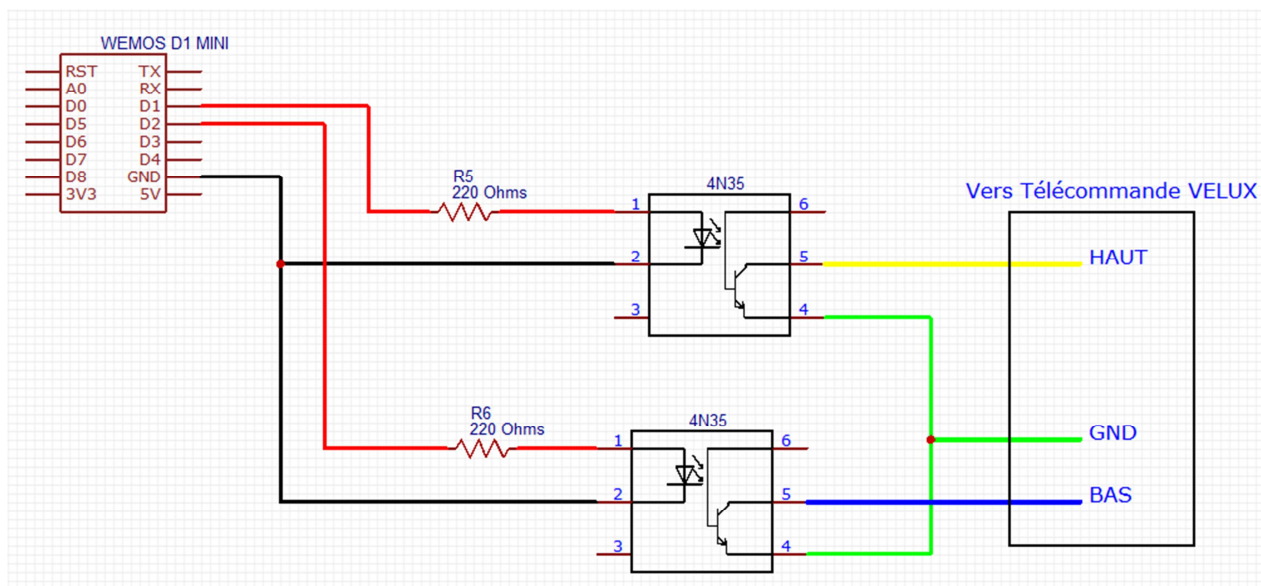 WEMOS D1 MINI
RST TX
A0 RX
D0 D1
D5 D2
D6 D3
D7 D4
D8 GND
3V3 5V
R5
220 Ohms
4N35
1 6
2 5
3 4
Vers Télécommande VELUX
HAUT
GND
BAS
R6
220 Ohms
4N35
1 6
2 5
3 4